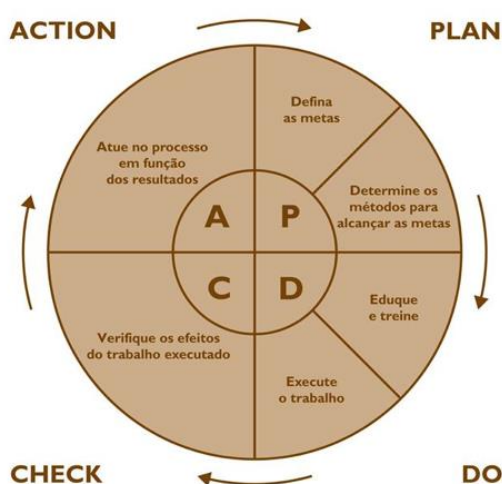 ACTION
PLAN
Defina
as metas
Atue no processo
em função
dos resultados
Determine os
métodos para
alcançar as metas
A
P
C
D
Eduque
e treine
Verifique os efeitos
do trabalho executado
Execute
o trabalho
CHECK
DO